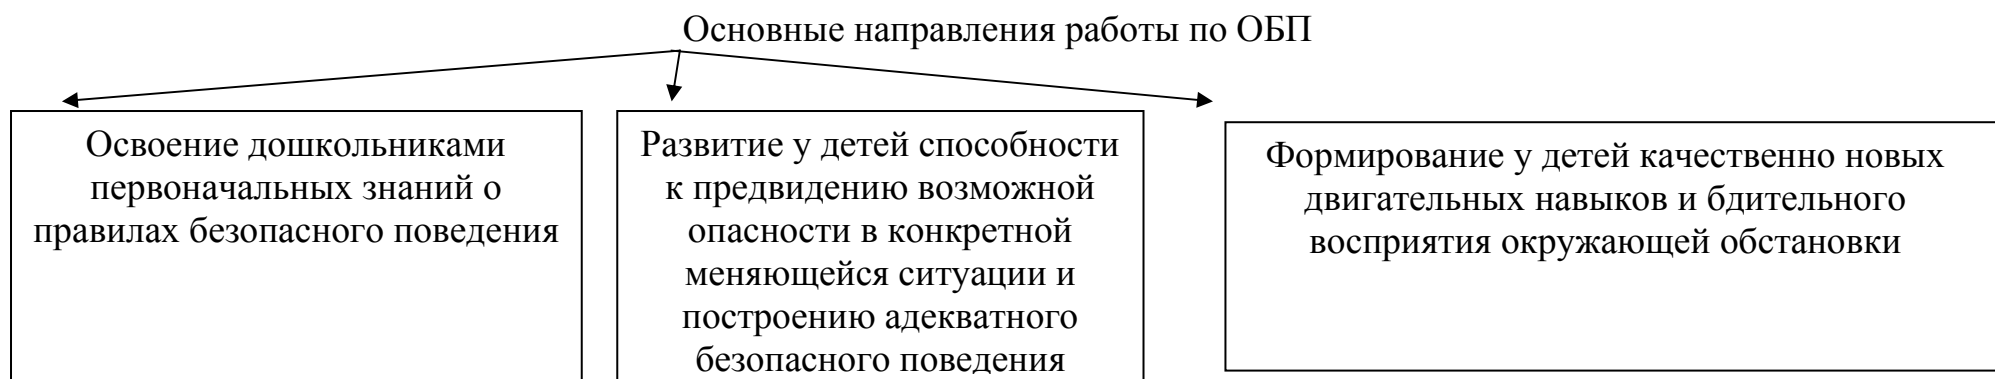 Основные направления работы по ОБП
Освоение дошкольниками
первоначальных знаний о
правилах безопасного поведения
Развитие у детей способности
к предвидению возможной
опасности в конкретной
меняющейся ситуации и
построению адекватного
безопасного поведения
Формирование у детей качественно новых
двигательных навыков и бдительного
восприятия окружающей обстановки